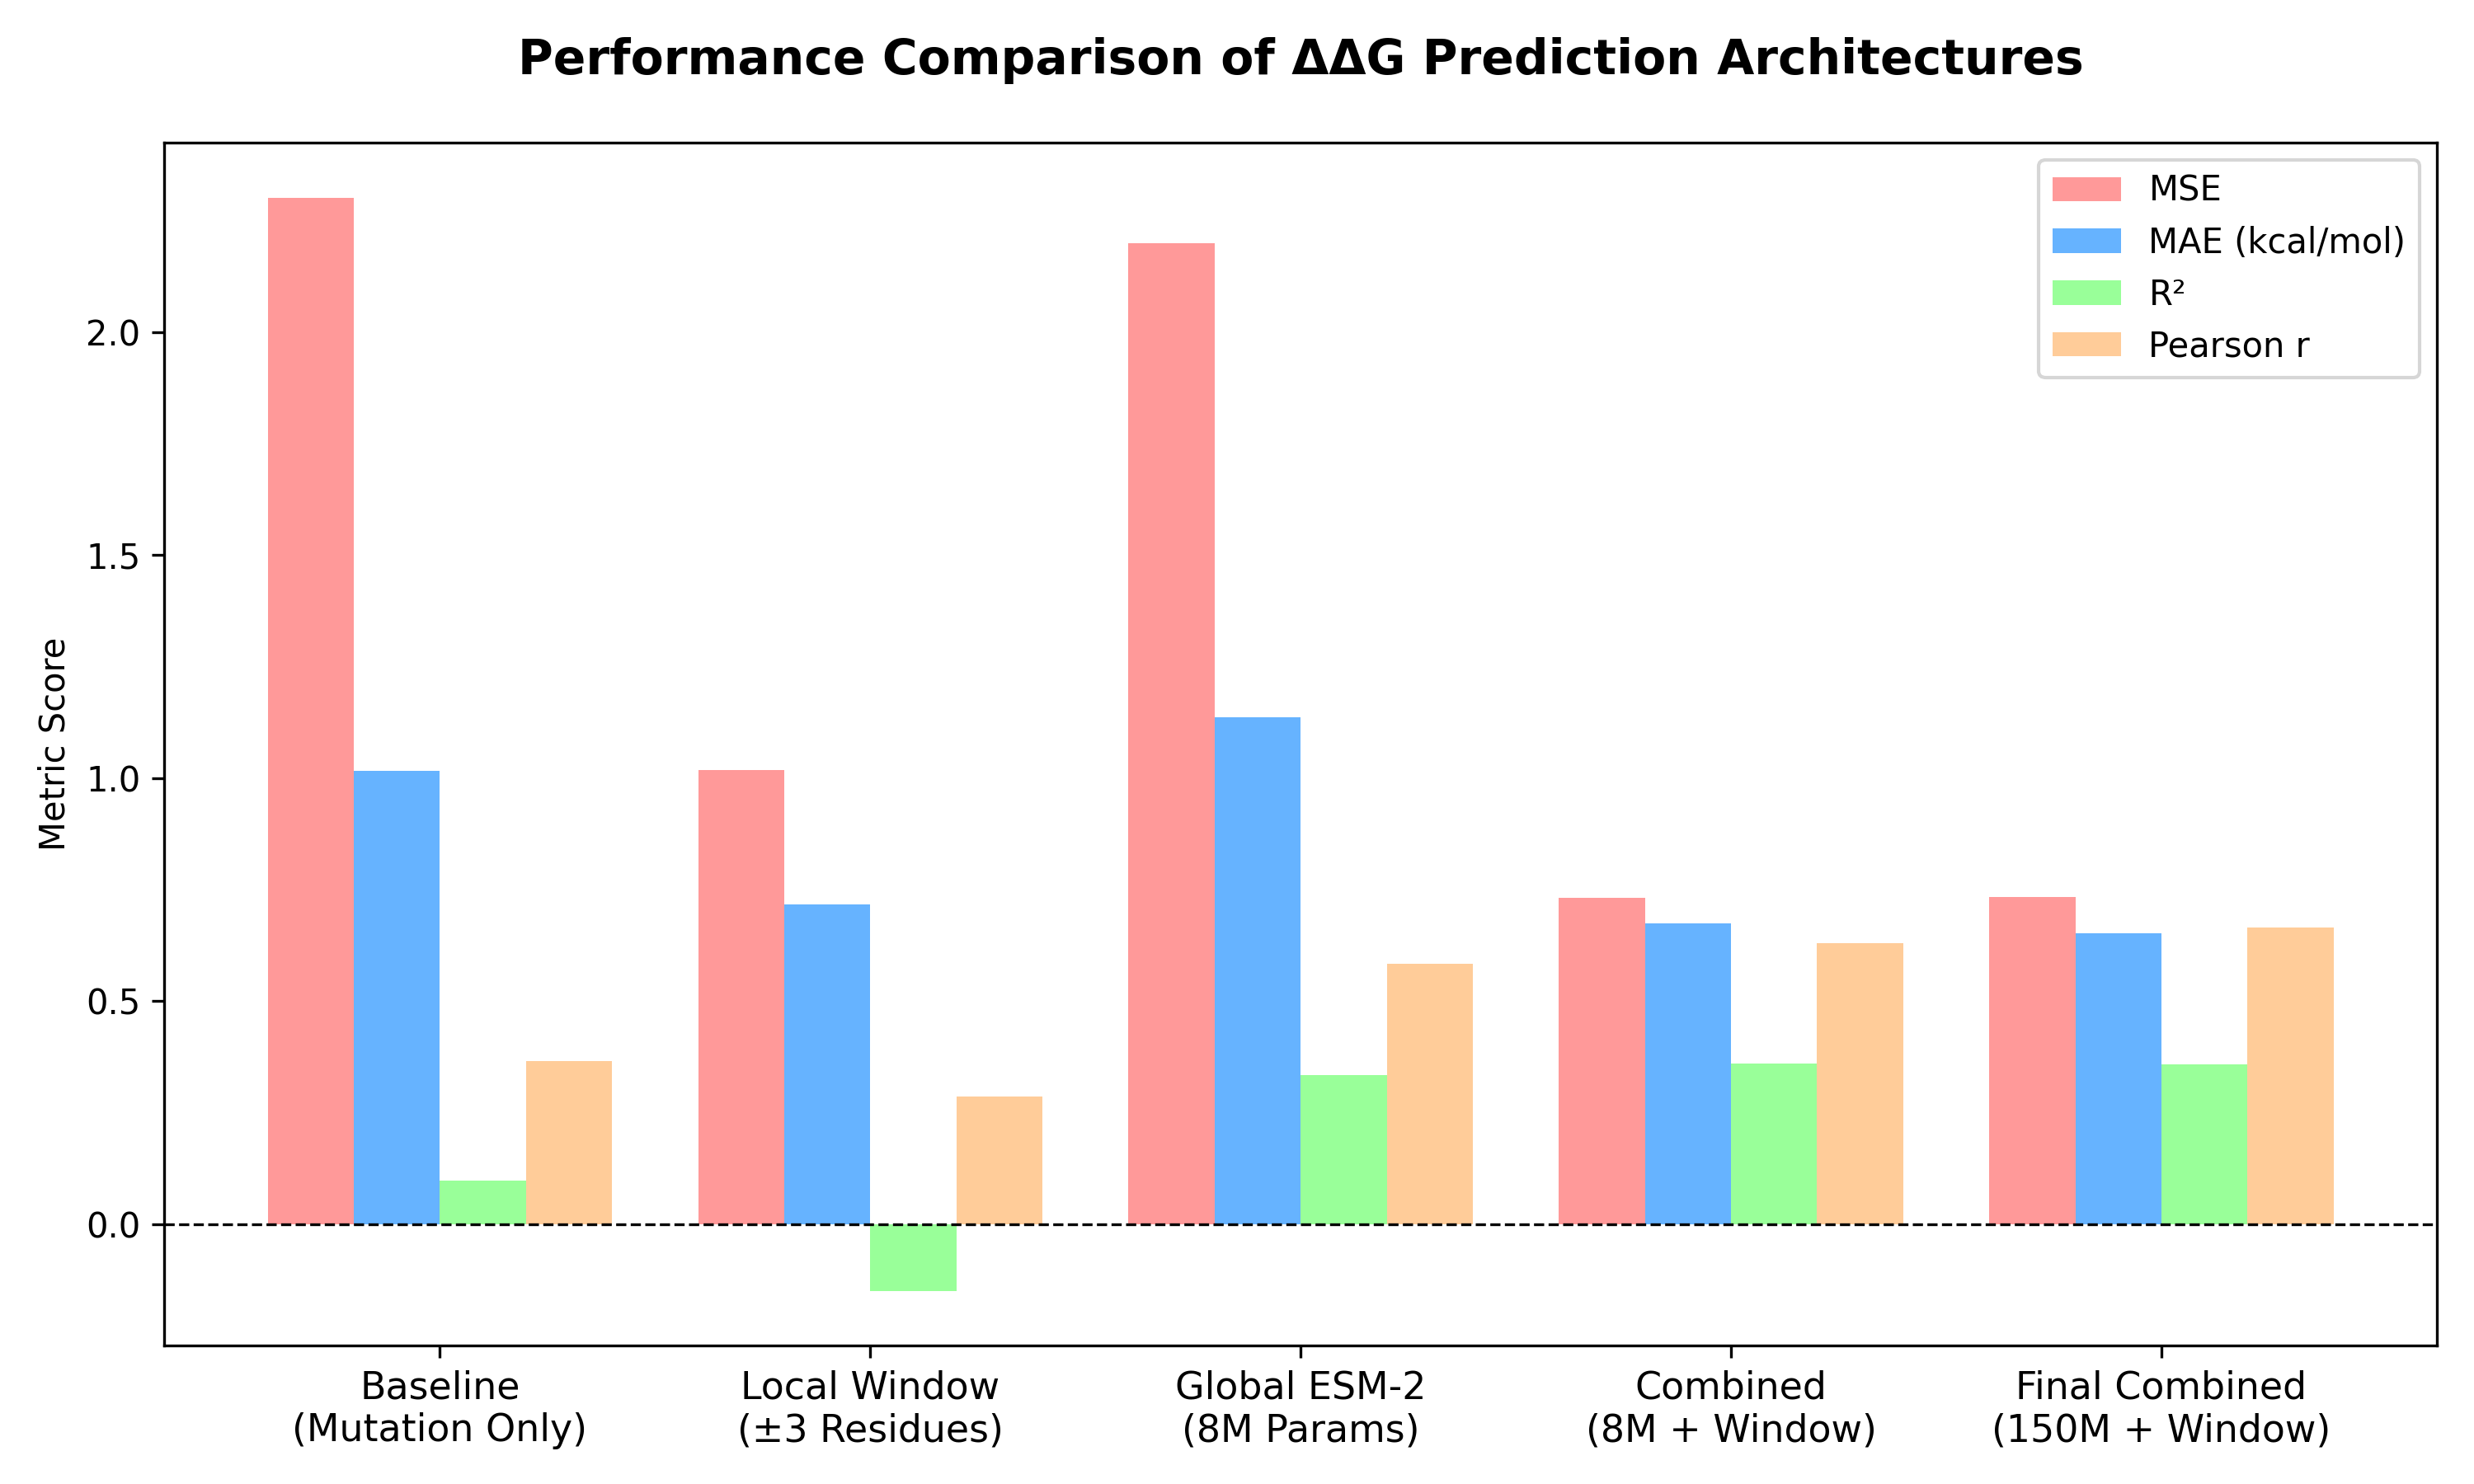 Performance Comparison of ΔΔG Prediction Architectures
MSE
MAE (kcal/mol)
R²
Pearson r
Metric Score
2.0
1.5
1.0
0.5
0.0
Baseline
(Mutation Only)
Local Window
(±3 Residues)
Global ESM-2
(8M Params)
Combined
(8M + Window)
Final Combined
(150M + Window)